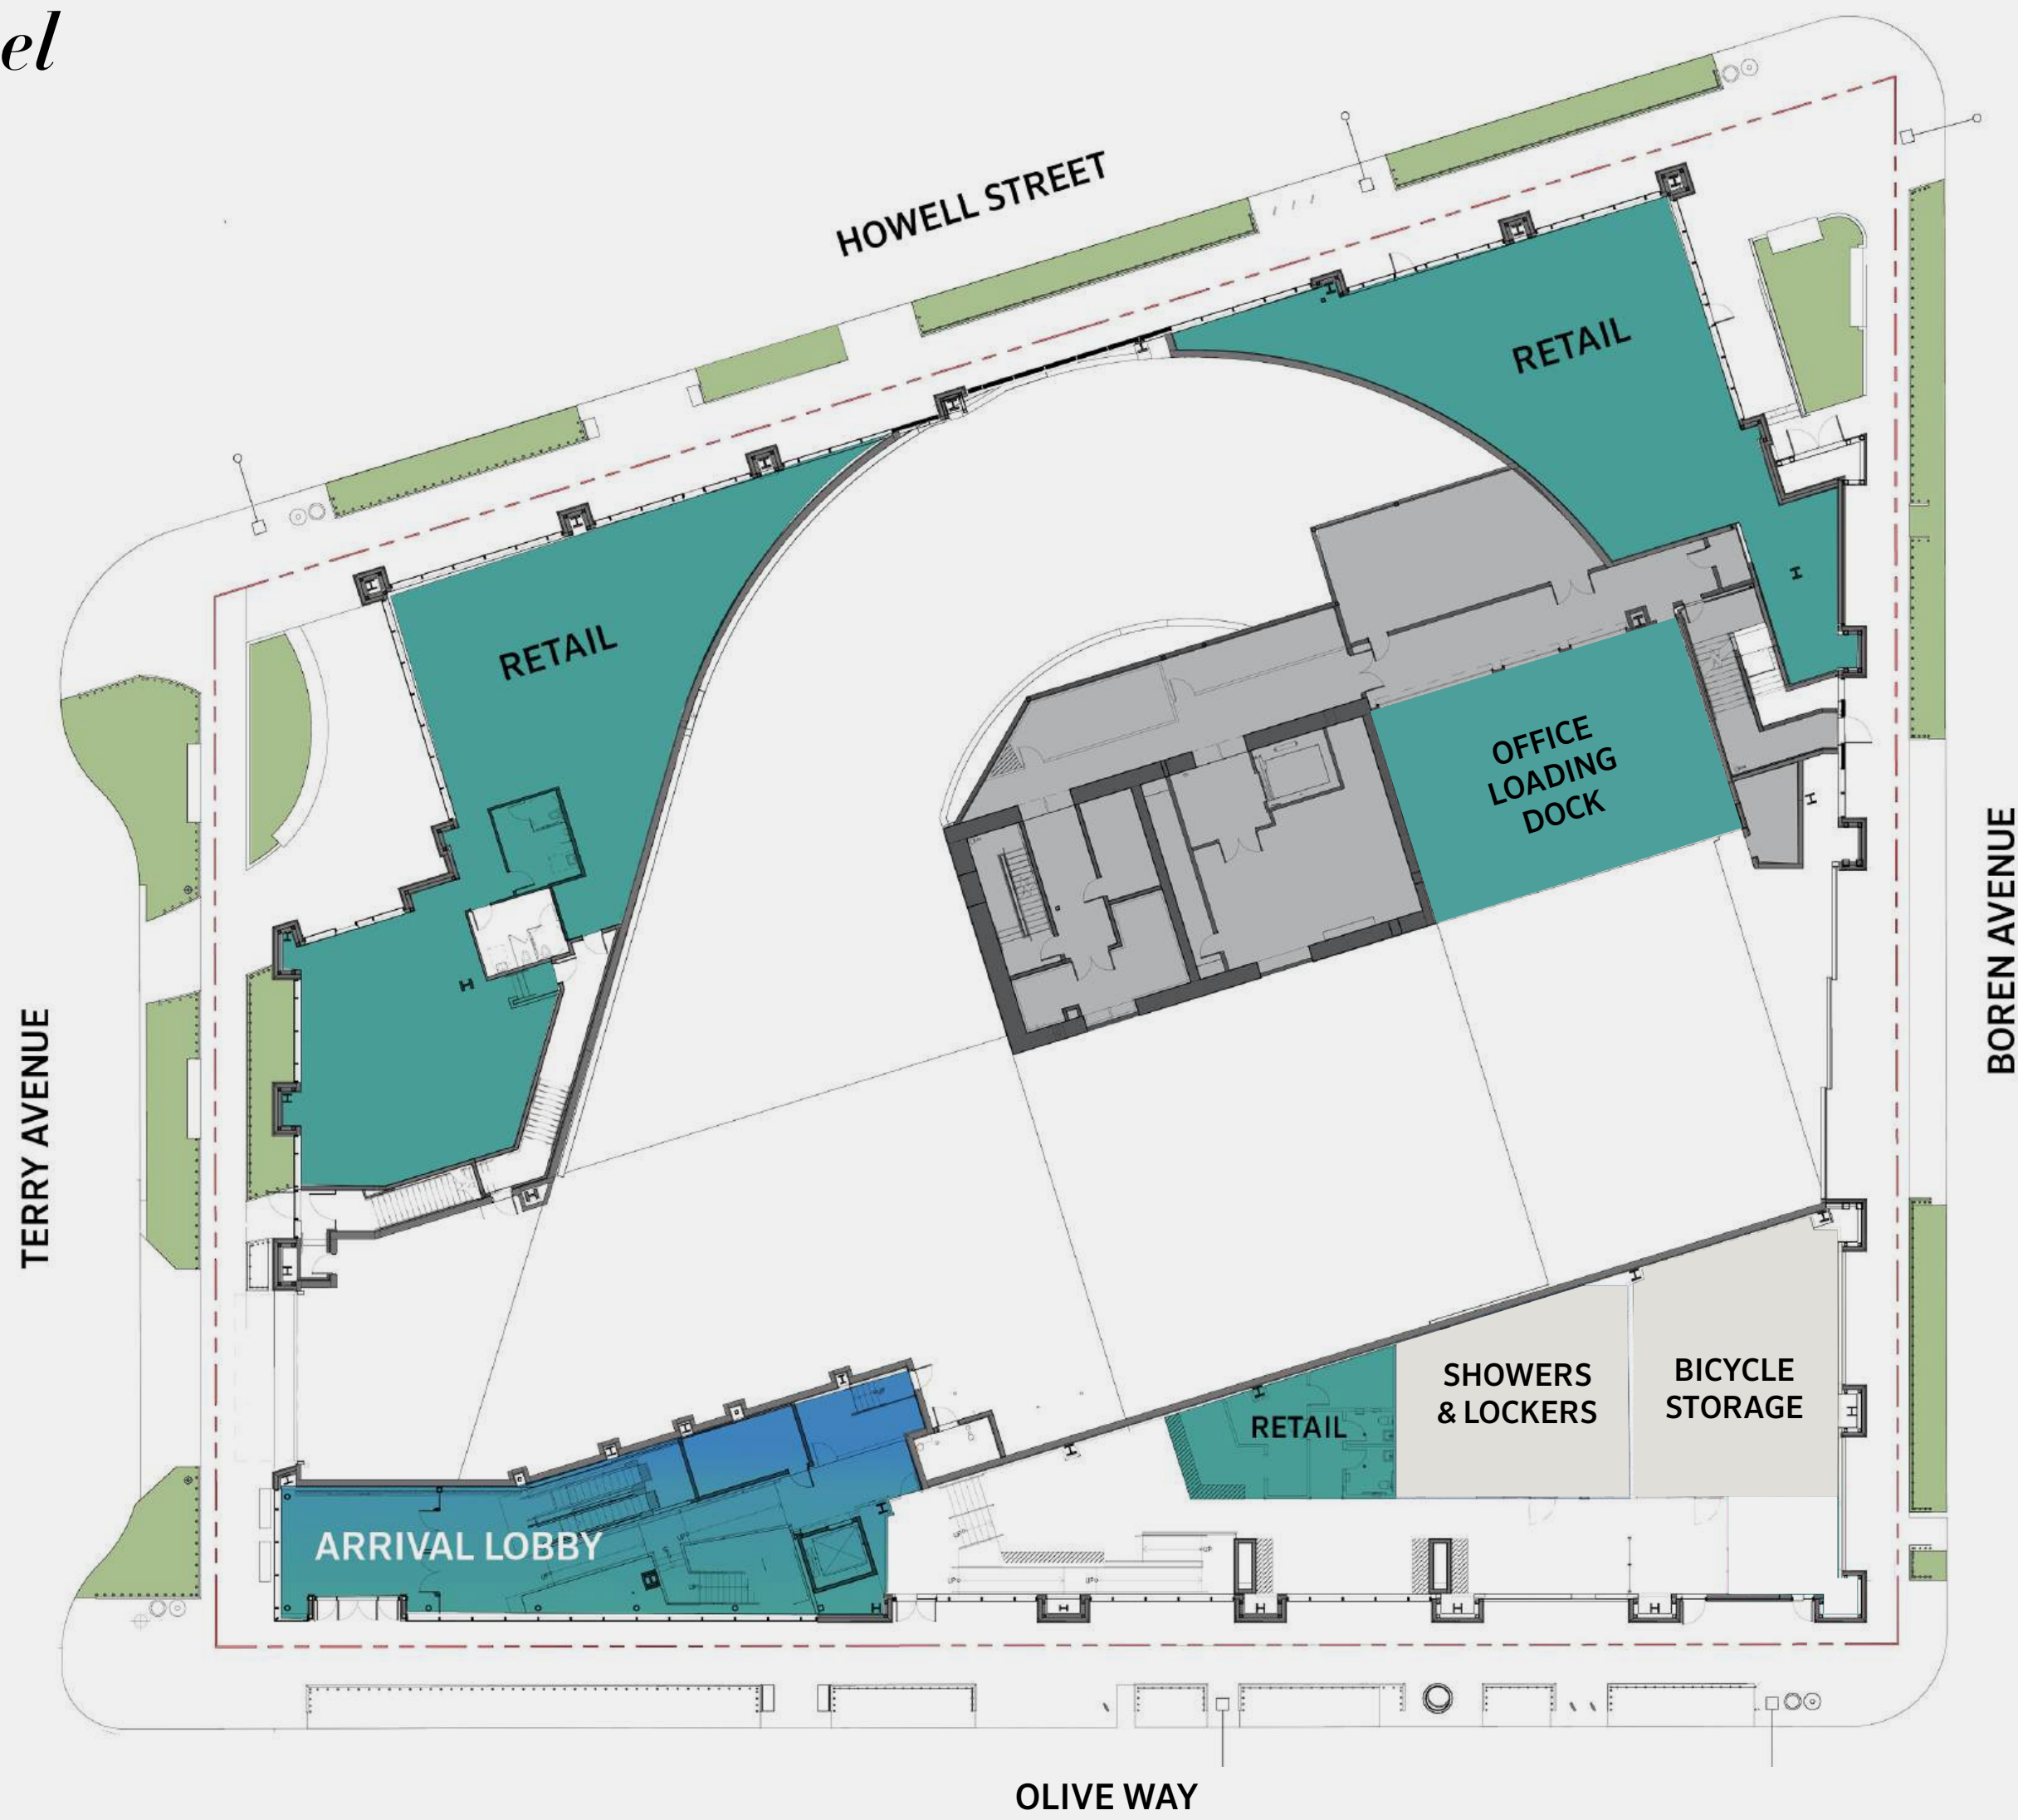 el
HOWELL STREET
RETAIL
RETAIL
OFFICE
LOADING
DOCK
BOREN AVENUE
TERRY AVENUE
SHOWERS
& LOCKERS
BICYCLE
STORAGE
RETAIL
ARRIVAL LOBBY
OLIVE WAY